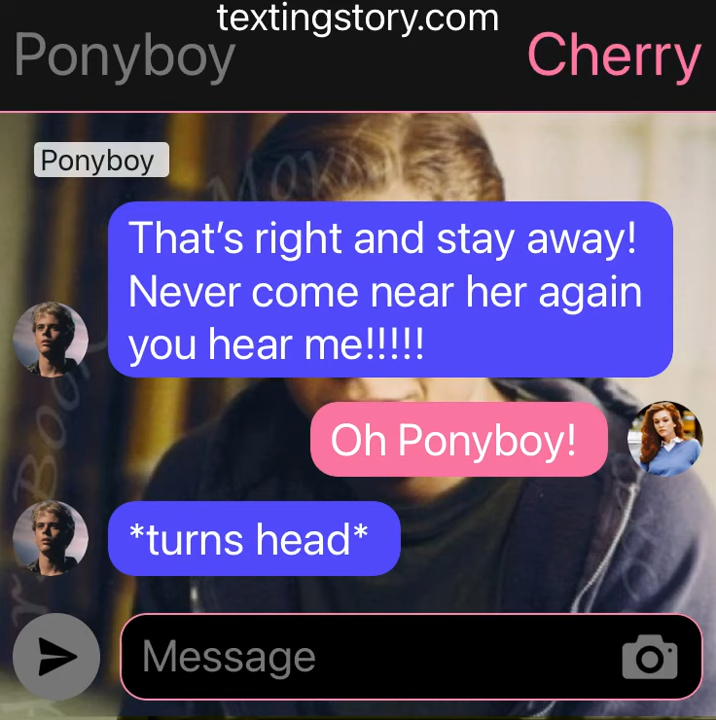 textingstory.com
Ponyboy
Cherry
Ponyboy
That's right and stay away!
Never come near her again
you hear me!!!!!
Oh Ponyboy!
*turns head*
Message